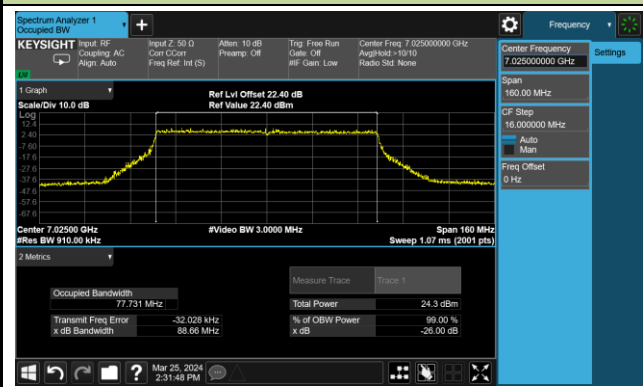 Spectrum Analyzer 1
Occupied BW
Frequency
KEYSIGHT
Input: RF
Coupling: AC
Align: Auto
Input Z: 50 Ω
Corr CCorr
Freq Ref: Int (S)
Atten: 10 dB
Preamp: Off
Trig: Free Run
Gate: Off
#IF Gain: Low
Center Freq: 7.025000000 GHz
Avg|Hold:>10/10
Radio Std: None
Center Frequency
7.025000000 GHz
Settings
Span
160.00 MHz
CF Step
16.000000 MHz
Auto
Man
Freq Offset
0 Hz
1 Graph
Scale/Div 10.0 dB
Ref Lvl Offset 22.40 dB
Ref Value 22.40 dBm
Log
12.4
2.40
-7.60
-17.6
-27.6
-37.6
-47.6
-57.6
-67.6
Center 7.02500 GHz
#Res BW 910.00 kHz
#Video BW 3.0000 MHz
Span 160 MHz
Sweep 1.07 ms (2001 pts)
2 Metrics
Measure Trace
Trace 1
Occupied Bandwidth
77.731 MHz
Total Power
24.3 dBm
Transmit Freq Error
-32.028 kHz
% of OBW Power
99.00 %
x dB Bandwidth
88.66 MHz
x dB
-26.00 dB
Mar 25, 2024
2:31:48 PM